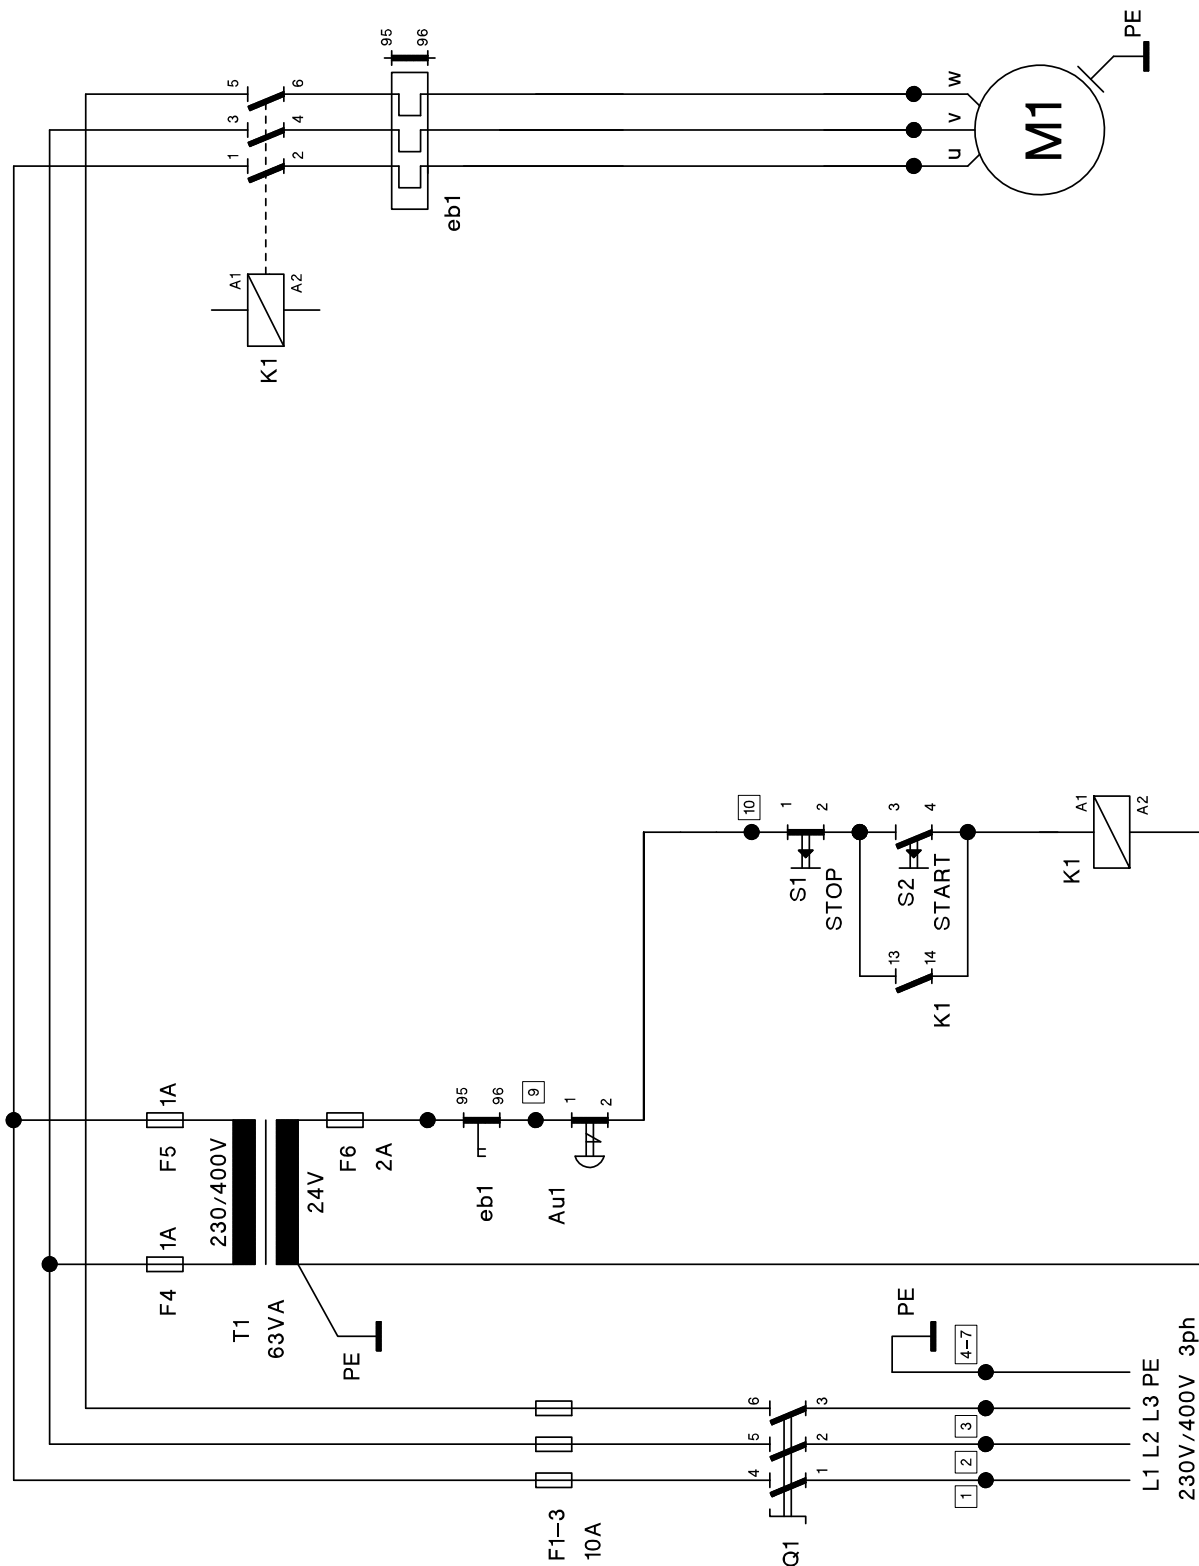 L1 L2 L3 PE
230V/400V 3ph
1
2
3
4-7
PE
Q1
1
2
3
4
5
6
F1-3
10A
T1
63VA
PE
F4
1A
F5
1A
230/400V
24V
F6
2A
eb1
95
96
9
Au1
1
2
10
1
2
S1
STOP
3
4
S2
START
13
14
K1
K1
A1
A2
K1
A1
A2
1
2
3
4
5
6
95
96
eb1
u
v
w
M1
PE